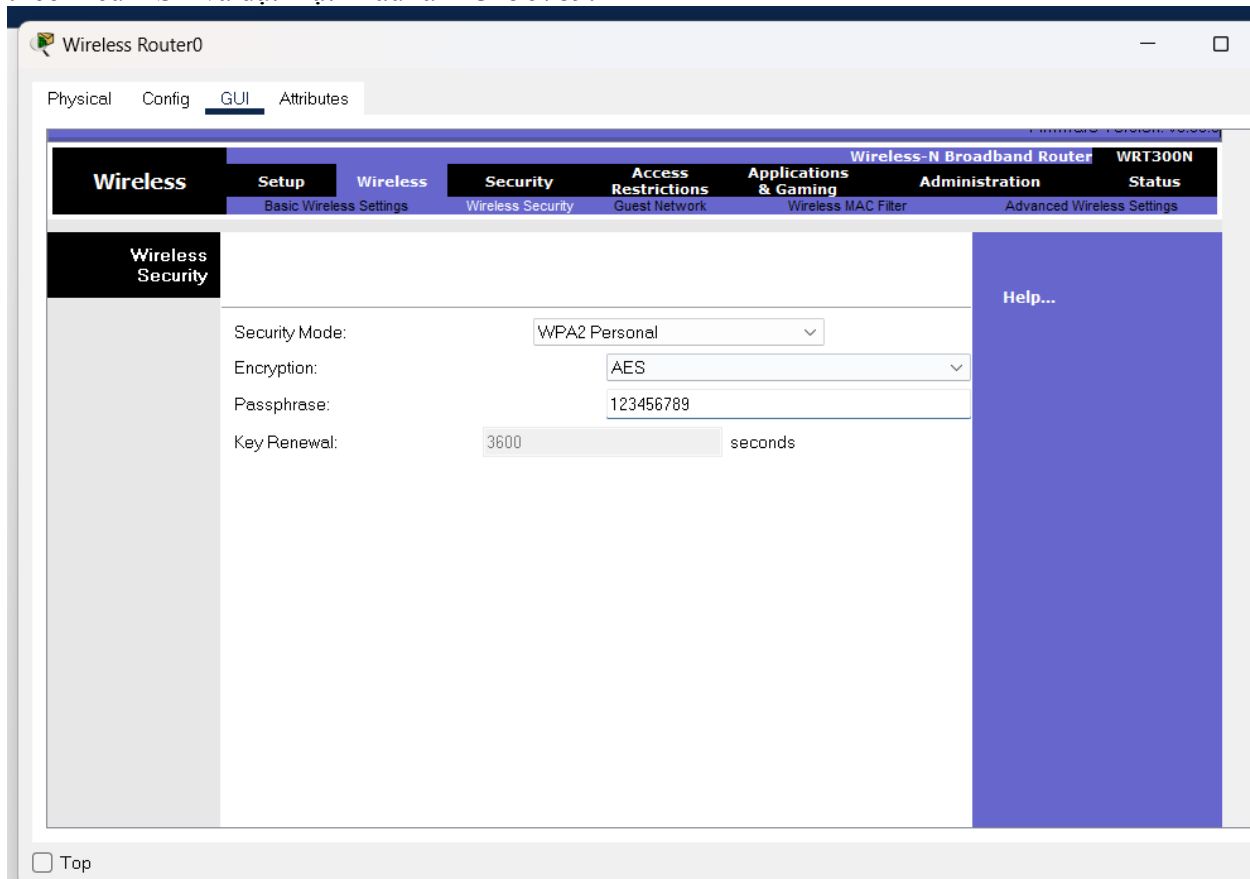 Wireless Router0
Physical Config GUI Attributes
Wireless-N Broadband Router WRT300N
Wireless Setup Wireless Security Access Restrictions Applications & Gaming Administration Status
Basic Wireless Settings Wireless Security Guest Network Wireless MAC Filter Advanced Wireless Settings
Wireless
Security
Help...
Security Mode: WPA2 Personal
Encryption: AES
Passphrase: 123456789
Key Renewal: 3600 seconds
Top